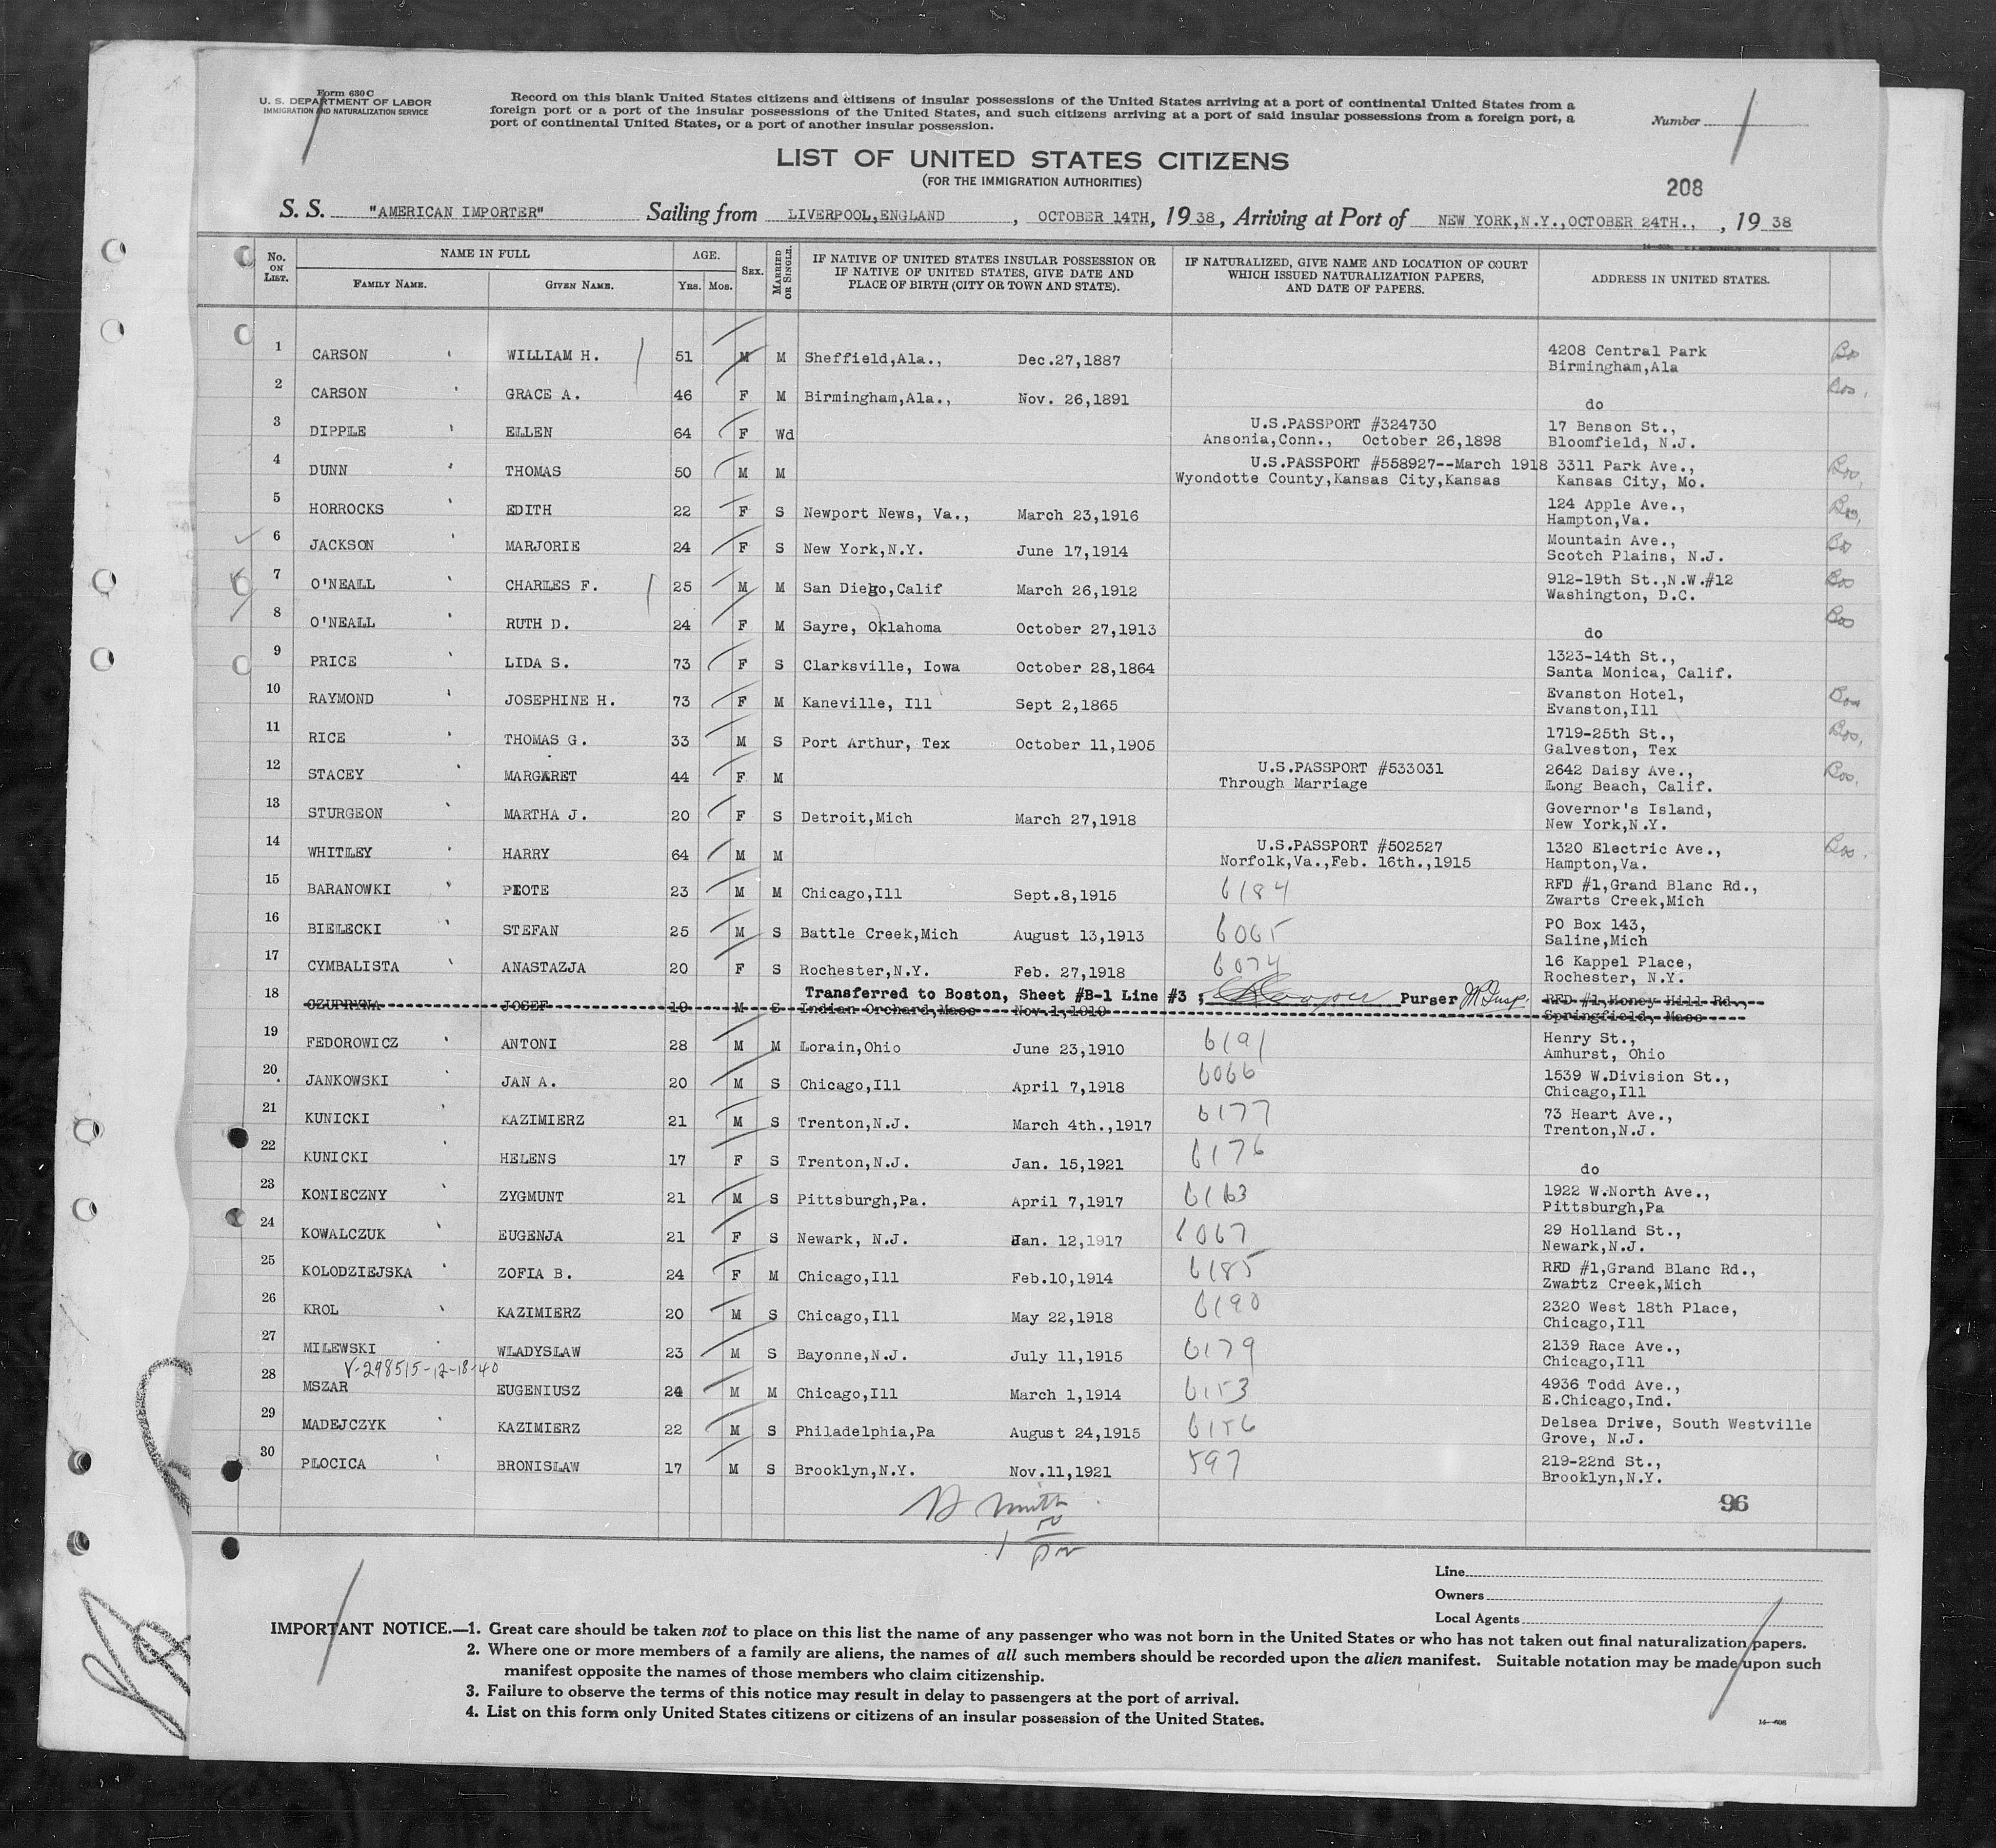 Form 630 C
U. S. DEPARTMENT OF LABOR
IMMIGRATION AND NATURALIZATION SERVICE
Record on this blank United States citizens and citizens of insular possessions of the United States arriving at a port of continental United States from a
foreign port or a port of the insular possessions of the United States, and such citizens arriving at a port of said insular possessions from a foreign port, a
port of continental United States, or a port of another insular possession.
Number
LIST OF UNITED STATES CITIZENS
(FOR THE IMMIGRATION AUTHORITIES)
208
S. S. "AMERICAN IMPORTER" Sailing from LIVERPOOL,ENGLAND , OCTOBER 14TH, 19 38, Arriving at Port of NEW YORK,N.Y.,OCTOBER 24TH., , 19 38
No. ON LIST. NAME IN FULL FAMILY NAME. GIVEN NAME. AGE. YRS. MOS. SEX. MARRIED OR SINGLE. IF NATIVE OF UNITED STATES INSULAR POSSESSION OR IF NATIVE OF UNITED STATES, GIVE DATE AND PLACE OF BIRTH (CITY OR TOWN AND STATE). IF NATURALIZED, GIVE NAME AND LOCATION OF COURT WHICH ISSUED NATURALIZATION PAPERS, AND DATE OF PAPERS. ADDRESS IN UNITED STATES.
1 CARSON WILLIAM H. 51 M M Sheffield,Ala., Dec.27,1887 4208 Central Park Birmingham,Ala Bos
2 CARSON GRACE A. 46 F M Birmingham,Ala., Nov. 26,1891 do Bos.
3 DIPPLE ELLEN 64 F Wd U.S.PASSPORT #324730 Ansonia,Conn., October 26,1898 17 Benson St., Bloomfield, N.J.
4 DUNN THOMAS 50 M M U.S.PASSPORT #558927--March 1918 Wyondotte County,Kansas City,Kansas 3311 Park Ave., Kansas City, Mo. Bos.
5 HORROCKS EDITH 22 F S Newport News, Va., March 23,1916 124 Apple Ave., Hampton,Va. Bos.
6 JACKSON MARJORIE 24 F S New York,N.Y. June 17,1914 Mountain Ave., Scotch Plains, N.J. Bos
7 O'NEALL CHARLES F. 25 M M San Diego,Calif March 26,1912 912-19th St.,N.W.#12 Washington, D.C. Bos
8 O'NEALL RUTH D. 24 F M Sayre, Oklahoma October 27,1913 do Bos
9 PRICE LIDA S. 73 F S Clarksville, Iowa October 28,1864 1323-14th St., Santa Monica, Calif.
10 RAYMOND JOSEPHINE H. 73 F M Kaneville, Ill Sept 2,1865 Evanston Hotel, Evanston,Ill Bos
11 RICE THOMAS G. 33 M S Port Arthur, Tex October 11,1905 1719-25th St., Galveston, Tex Bos.
12 STACEY MARGARET 44 F M U.S.PASSPORT #533031 Through Marriage 2642 Daisy Ave., Long Beach, Calif. Bos.
13 STURGEON MARTHA J. 20 F S Detroit,Mich March 27,1918 Governor's Island, New York,N.Y.
14 WHITLEY HARRY 64 M M U.S.PASSPORT #502527 Norfolk,Va.,Feb. 16th.,1915 1320 Electric Ave., Hampton,Va. Bos.
15 BARANOWKI PIOTE 23 M M Chicago,Ill Sept.8,1915 6184 RFD #1,Grand Blanc Rd., Zwarts Creek,Mich
16 BIELECKI STEFAN 25 M S Battle Creek,Mich August 13,1913 6065 PO Box 143, Saline,Mich
17 CYMBALISTA ANASTAZJA 20 F S Rochester,N.Y. Feb. 27,1918 6074 16 Kappel Place, Rochester, N.Y.
Transferred to Boston, Sheet #B-1 Line #3 ; Purser
18 CZUPRYNA JOSEF 19 M S Indian Orchard,Mass Nov.1,1919 RFD #1,Honey Hill Rd., Springfield, Mass
19 FEDOROWICZ ANTONI 28 M M Lorain,Ohio June 23,1910 6191 Henry St., Amhurst, Ohio
20 JANKOWSKI JAN A. 20 M S Chicago,Ill April 7,1918 6066 1539 W.Division St., Chicago,Ill
21 KUNICKI KAZIMIERZ 21 M S Trenton,N.J. March 4th.,1917 6177 73 Heart Ave., Trenton,N.J.
22 KUNICKI HELENS 17 F S Trenton,N.J. Jan. 15,1921 6176 do
23 KONIECZNY ZYGMUNT 21 M S Pittsburgh,Pa. April 7,1917 6163 1922 W.North Ave., Pittsburgh,Pa
24 KOWALCZUK EUGENJA 21 F S Newark, N.J. Jan. 12,1917 6067 29 Holland St., Newark,N.J.
25 KOLODZIEJSKA ZOFIA B. 24 F M Chicago,Ill Feb.10,1914 6185 RRD #1,Grand Blanc Rd., Zwartz Creek,Mich
26 KROL KAZIMIERZ 20 M S Chicago,Ill May 22,1918 6190 2320 West 18th Place, Chicago,Ill
27 MILEWSKI WLADYSLAW 23 M S Bayonne,N.J. July 11,1915 6179 2139 Race Ave., Chicago,Ill
V-298515-12-18-40
28 MSZAR EUGENIUSZ 24 M M Chicago,Ill March 1,1914 6153 4936 Todd Ave., E.Chicago,Ind.
29 MADEJCZYK KAZIMIERZ 22 M S Philadelphia,Pa August 24,1915 6156 Delsea Drive, South Westville Grove, N.J.
30 PLOCICA BRONISLAW 17 M S Brooklyn,N.Y. Nov.11,1921 597 219-22nd St., Brooklyn,N.Y.
96
Line
Owners
Local Agents
IMPORTANT NOTICE.—1. Great care should be taken not to place on this list the name of any passenger who was not born in the United States or who has not taken out final naturalization papers.
2. Where one or more members of a family are aliens, the names of all such members should be recorded upon the alien manifest. Suitable notation may be made upon such
manifest opposite the names of those members who claim citizenship.
3. Failure to observe the terms of this notice may result in delay to passengers at the port of arrival.
4. List on this form only United States citizens or citizens of an insular possession of the United States.